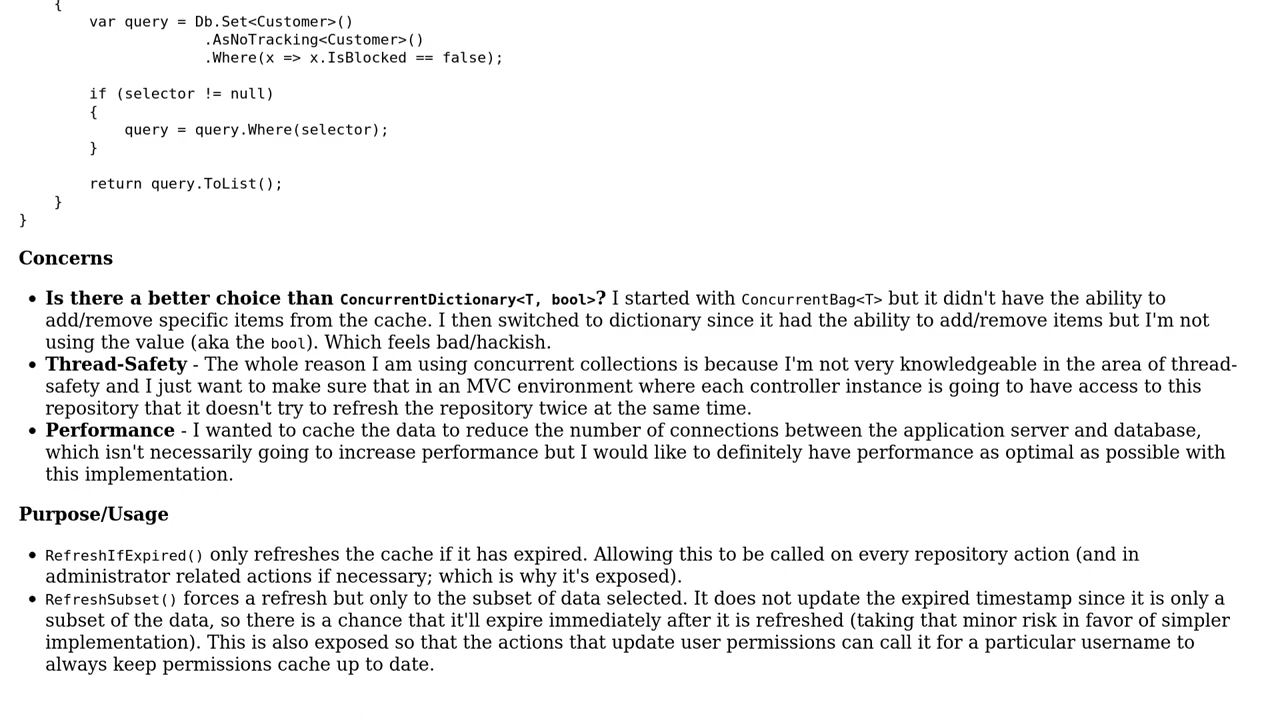 {
var query = Db.Set<Customer>()
.AsNoTracking<Customer>()
.Where(x => x.IsBlocked == false);
if (selector != null)
{
query = query.Where(selector);
}
return query.ToList();
}
}
Concerns
• Is there a better choice than ConcurrentDictionary<T, bool>? I started with ConcurrentBag<T> but it didn't have the ability to
add/remove specific items from the cache. I then switched to dictionary since it had the ability to add/remove items but I'm not
using the value (aka the bool). Which feels bad/hackish.
• Thread-Safety - The whole reason I am using concurrent collections is because I'm not very knowledgeable in the area of thread-
safety and I just want to make sure that in an MVC environment where each controller instance is going to have access to this
repository that it doesn't try to refresh the repository twice at the same time.
• Performance - I wanted to cache the data to reduce the number of connections between the application server and database,
which isn't necessarily going to increase performance but I would like to definitely have performance as optimal as possible with
this implementation.
Purpose/Usage
• RefreshIfExpired() only refreshes the cache if it has expired. Allowing this to be called on every repository action (and in
administrator related actions if necessary; which is why it's exposed).
• RefreshSubset() forces a refresh but only to the subset of data selected. It does not update the expired timestamp since it is only a
subset of the data, so there is a chance that it'll expire immediately after it is refreshed (taking that minor risk in favor of simpler
implementation). This is also exposed so that the actions that update user permissions can call it for a particular username to
always keep permissions cache up to date.